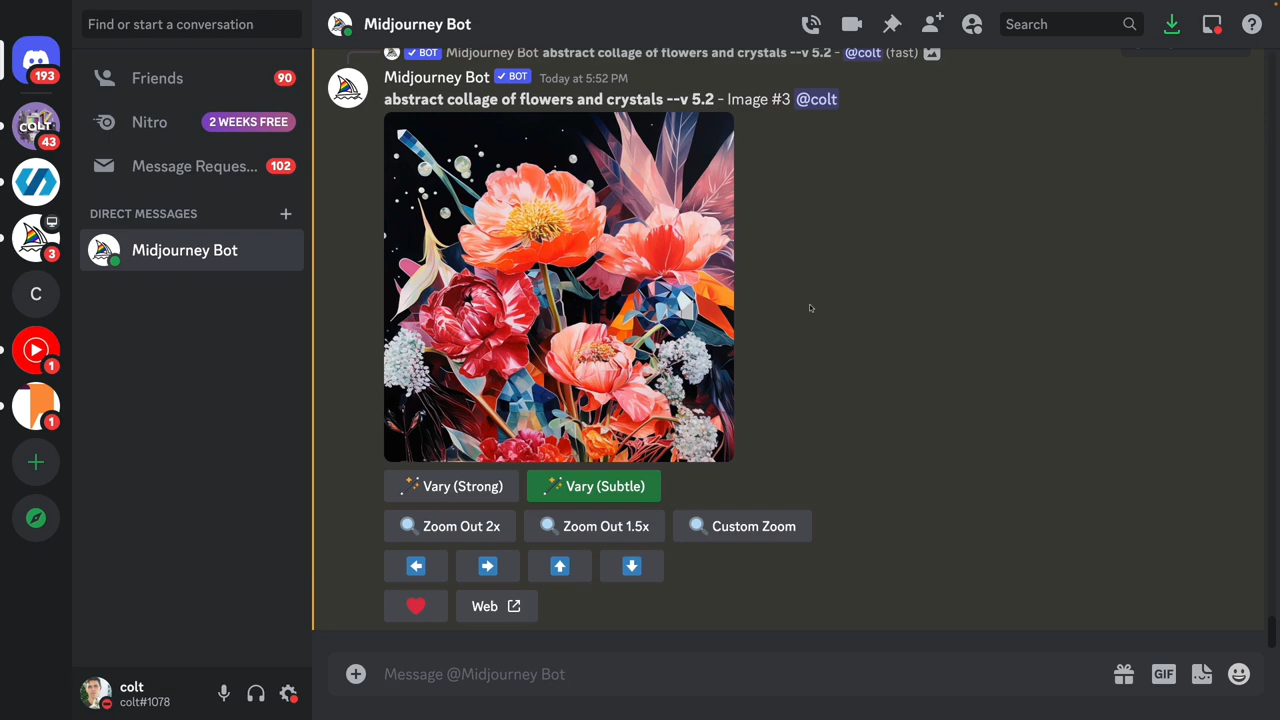 Find or start a conversation
Midjourney Bot
Search
193
Friends
90
COLT
43
Nitro
2 WEEKS FREE
Message Reques...
102
DIRECT MESSAGES
3
Midjourney Bot
C
1
1
colt
colt#1078
BOT Midjourney Bot abstract collage of flowers and crystals --v 5.2 - @colt (fast)
Midjourney Bot BOT Today at 5:52 PM
abstract collage of flowers and crystals --v 5.2 - Image #3 @colt
Vary (Strong)
Vary (Subtle)
Zoom Out 2x
Zoom Out 1.5x
Custom Zoom
Web
Message @Midjourney Bot
GIF